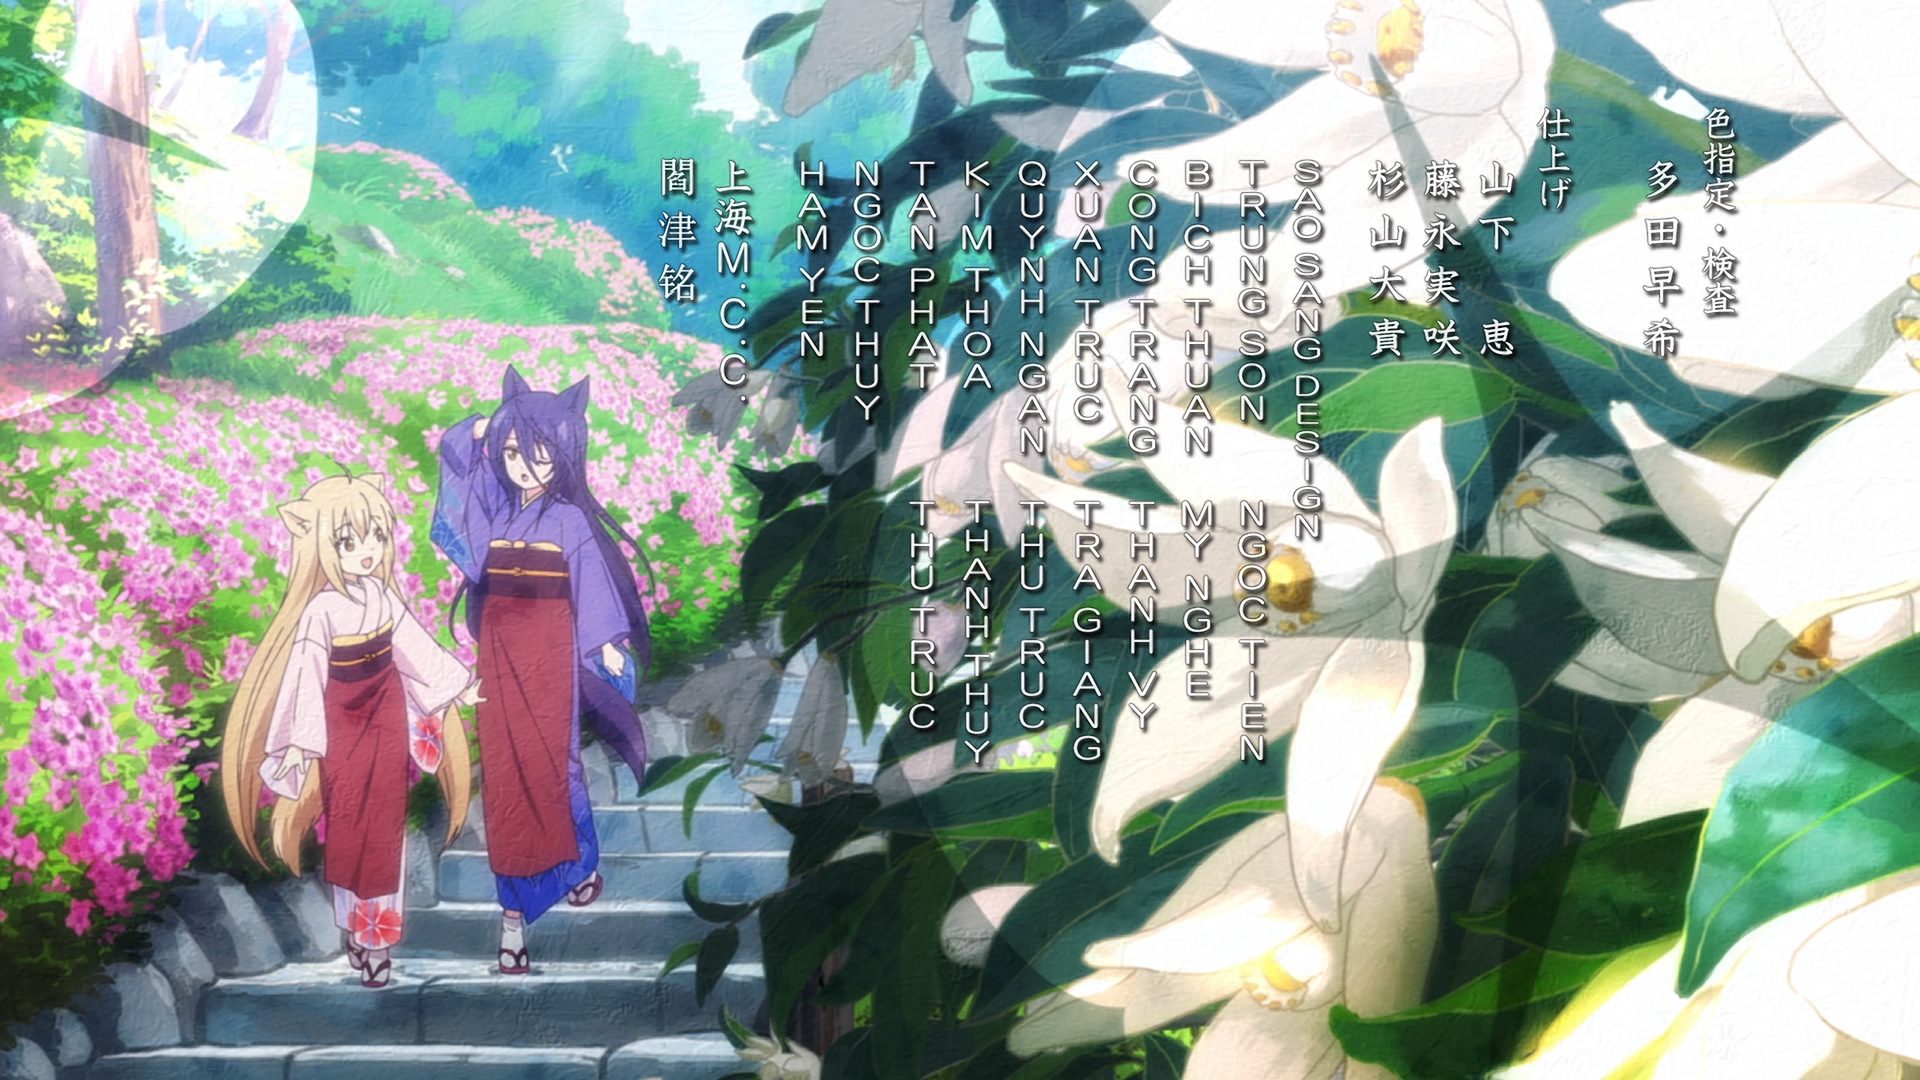 色指定・検査
多田早希
仕上げ
山下 恵
藤永実咲
杉山大貴
SAO SANG DESIGN
TRUNG SON NGOC TIEN
BICH THUAN MY NGHE
CONG TRANG THANH VY
XUAN TRUC TRA GIANG
QUYNH NGAN THU TRUC
KIM THOA THANH THUY
TAN PHAT THU TRUC
NGOC THUY
HAM YEN
上海M.C.C.
閻津铭